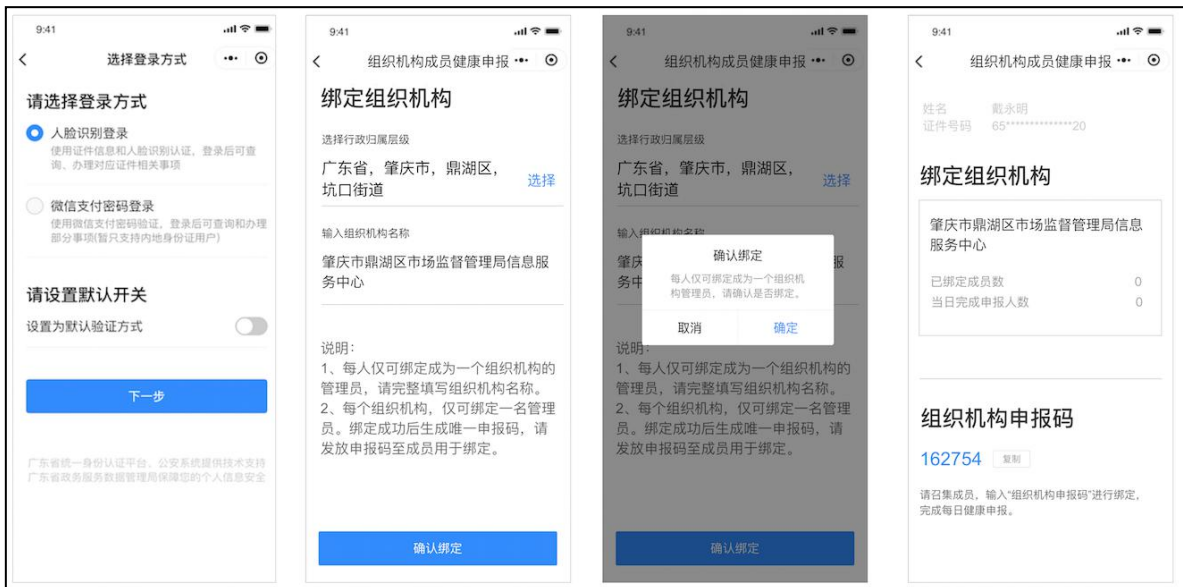 9:41
选择登录方式
请选择登录方式
人脸识别登录
使用证件信息和人脸识别认证，登录后可查
询、办理对应证件相关事项
微信支付密码登录
使用微信支付密码验证，登录后可查询和办理
部分事项(暂只支持内地身份证用户)
请设置默认开关
设置为默认验证方式
下一步
广东省统一身份认证平台、公安系统提供技术支持
广东省政务服务数据管理局保障您的个人信息安全
9:41
组织机构成员健康申报
绑定组织机构
选择行政归属层级
广东省，肇庆市，鼎湖区，
坑口街道
选择
输入组织机构名称
肇庆市鼎湖区市场监督管理局信息服
务中心
说明：
1、每人仅可绑定成为一个组织机构的
管理员，请完整填写组织机构名称。
2、每个组织机构，仅可绑定一名管理
员。绑定成功后生成唯一申报码，请
发放申报码至成员用于绑定。
确认绑定
9:41
组织机构成员健康申报
绑定组织机构
选择行政归属层级
广东省，肇庆市，鼎湖区，
坑口街道
选择
输入组织机构名称
肇庆
服
务中
确认绑定
每人仅可绑定成为一个组织机
构管理员，请确认是否绑定。
取消
确定
说明：
1、每人仅可绑定成为一个组织机构的
管理员，请完整填写组织机构名称。
2、每个组织机构，仅可绑定一名管理
员。绑定成功后生成唯一申报码，请
发放申报码至成员用于绑定。
确认绑定
9:41
组织机构成员健康申报
姓名 戴永明
证件号码 65**************20
绑定组织机构
肇庆市鼎湖区市场监督管理局信息
服务中心
已绑定成员数 0
当日完成申报人数 0
组织机构申报码
162754 复制
请召集成员，输入“组织机构申报码”进行绑定，
完成每日健康申报。